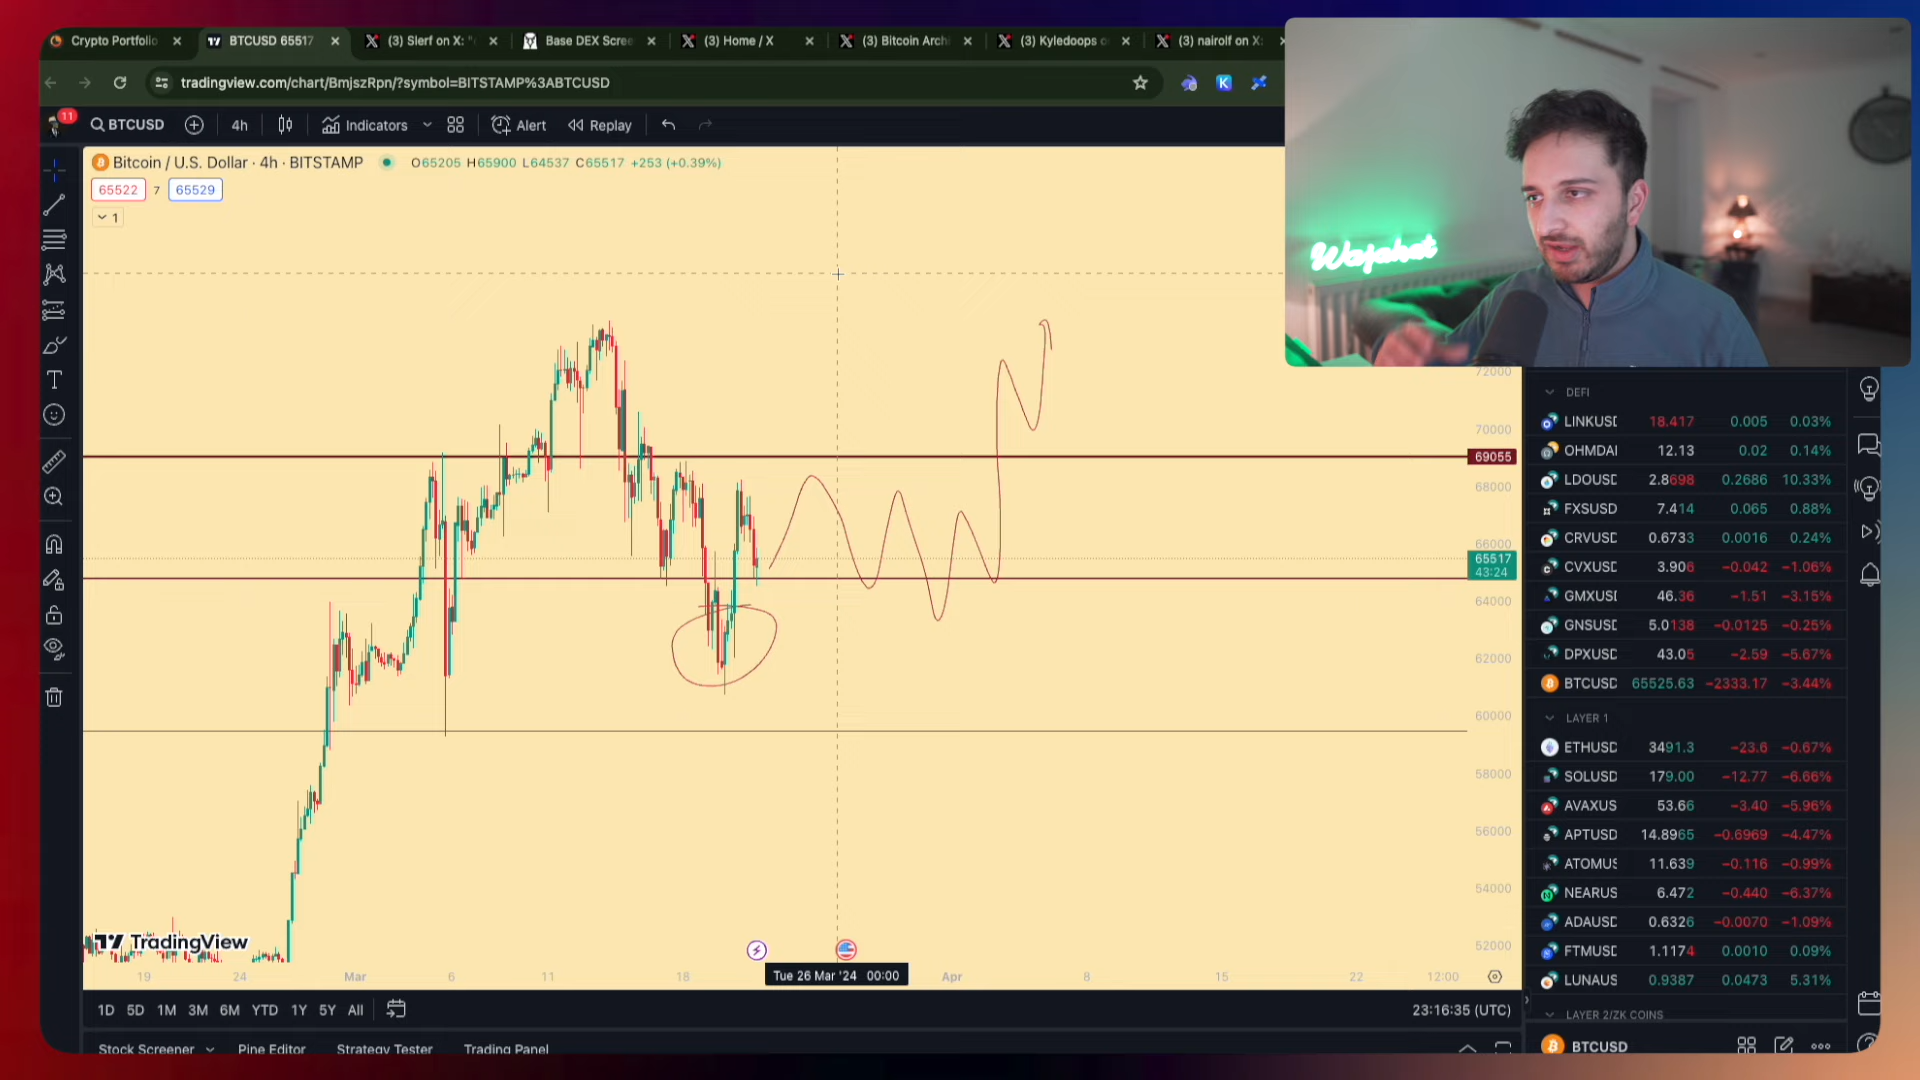 Crypto Portfolio
BTCUSD 65517
(3) Slerf on X: "
Base DEX Scree
(3) Home / X
(3) Bitcoin Arch
(3) Kyledoops o
(3) nairolf on X:
tradingview.com/chart/BmjszRpn/?symbol=BITSTAMP%3ABTCUSD
K
11
BTCUSD
4h
Indicators
Alert
Replay
Bitcoin / U.S. Dollar · 4h · BITSTAMP
O65205 H65900 L64537 C65517 +253 (+0.39%)
65522 7 65529
1
Wajahat
72000
70000
69055
68000
66000
65517
43:24
64000
62000
60000
58000
56000
54000
52000
DEFI
LINKUSD 18.417 0.005 0.03%
OHMDAI 12.13 0.02 0.14%
LDOUSD 2.8698 0.2686 10.33%
FXSUSD 7.414 0.065 0.88%
CRVUSD 0.6733 0.0016 0.24%
CVXUSD 3.906 −0.042 −1.06%
GMXUSD 46.36 −1.51 −3.15%
GNSUSD 5.0138 −0.0125 −0.25%
DPXUSD 43.05 −2.59 −5.67%
BTCUSD 65525.63 −2333.17 −3.44%
LAYER 1
ETHUSD 3491.3 −23.6 −0.67%
SOLUSD 179.00 −12.77 −6.66%
AVAXUS 53.66 −3.40 −5.96%
APTUSD 14.8965 −0.6969 −4.47%
ATOMUS 11.639 −0.116 −0.99%
NEARUS 6.472 −0.440 −6.37%
ADAUSD 0.6326 −0.0070 −1.09%
FTMUSD 1.1174 0.0010 0.09%
LUNAUS 0.9387 0.0473 5.31%
LAYER 2/ZK COINS
BTCUSD
TradingView
19 24 Mar 6 11 18 Tue 26 Mar '24 00:00 Apr 8 15 22 12:00
1D 5D 1M 3M 6M YTD 1Y 5Y All
23:16:35 (UTC)
Stock Screener
Pine Editor
Strategy Tester
Trading Panel